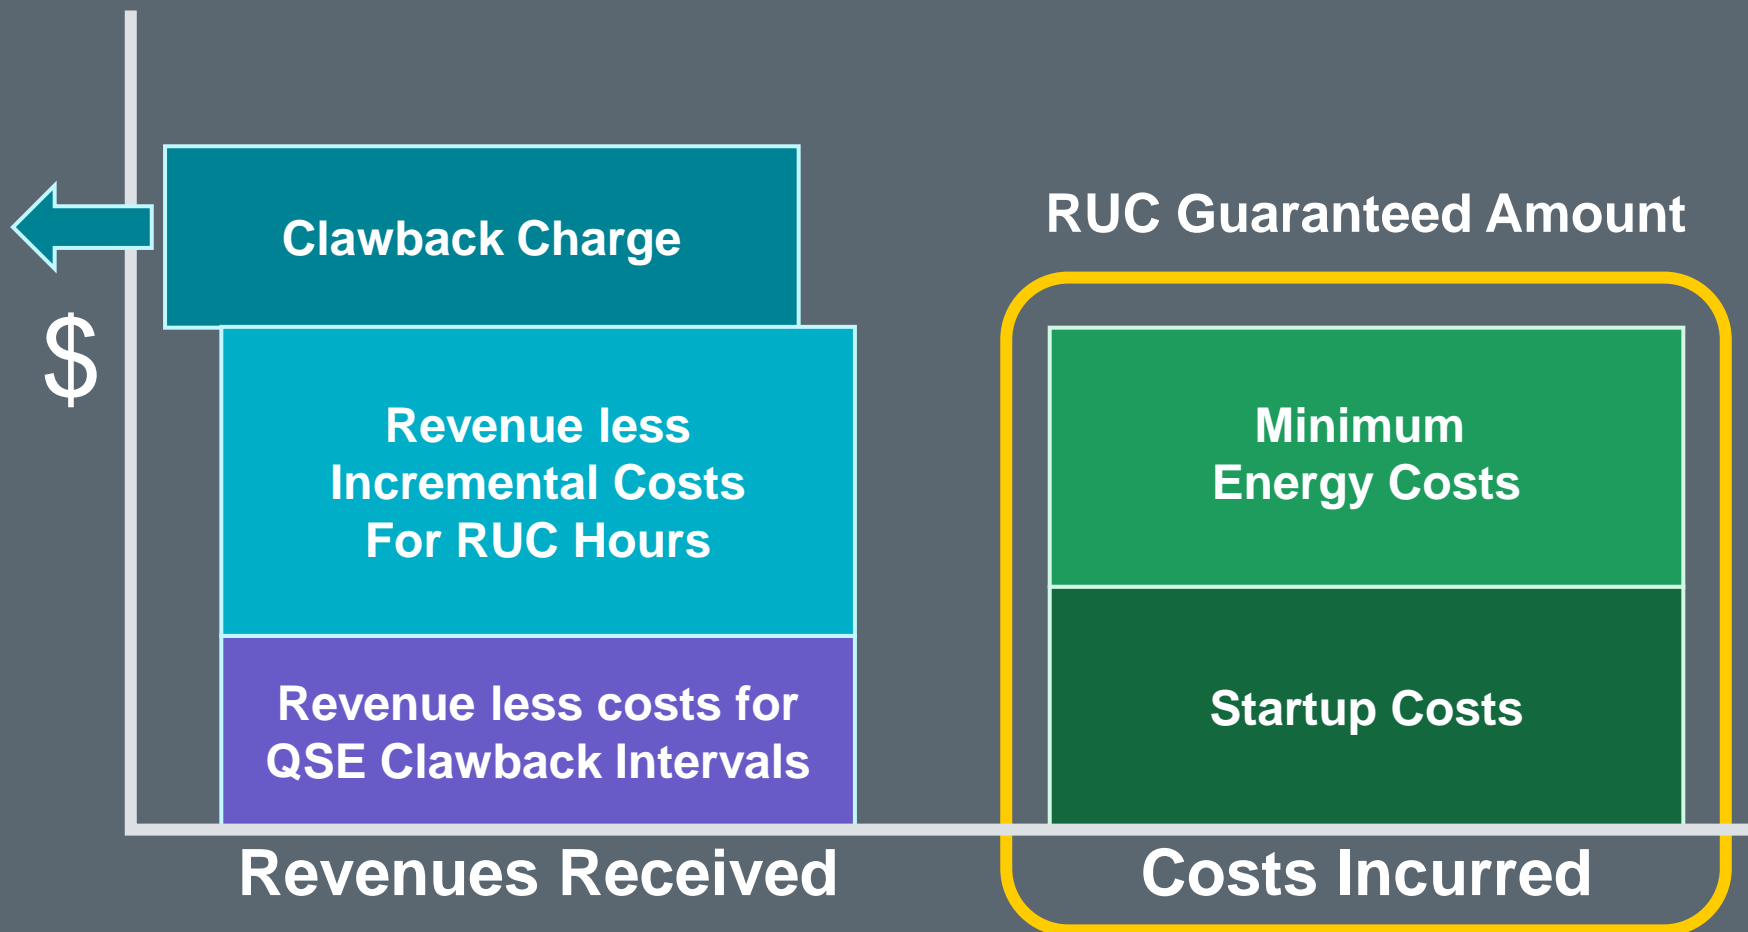 Clawback Charge
$
Revenue less
Incremental Costs
For RUC Hours
Revenue less costs for
QSE Clawback Intervals
Revenues Received
RUC Guaranteed Amount
Minimum
Energy Costs
Startup Costs
Costs Incurred